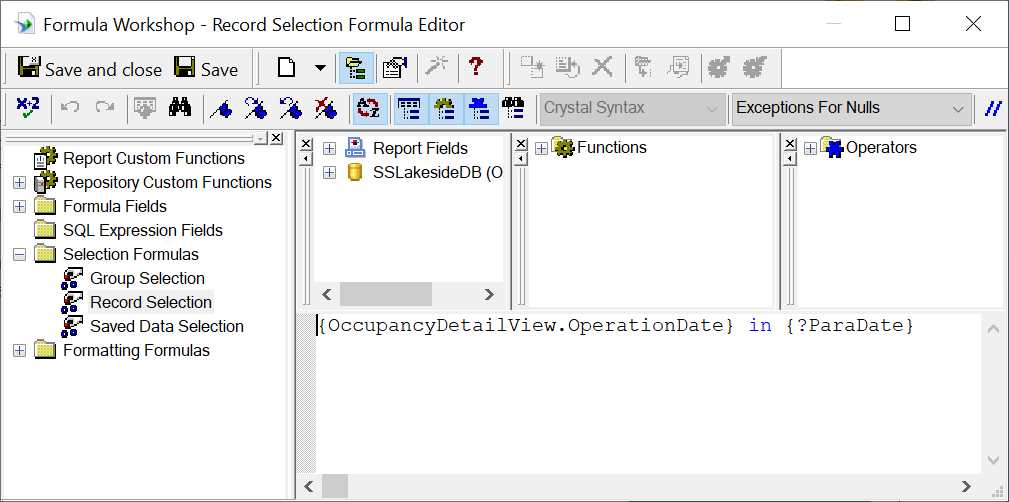 Formula Workshop - Record Selection Formula Editor
Save and close Save ?
x+2 A Z Crystal Syntax Exceptions For Nulls //
Report Custom Functions
Repository Custom Functions
Formula Fields
SQL Expression Fields
Selection Formulas
Group Selection
Record Selection
Saved Data Selection
Formatting Formulas
Report Fields
SSLakesideDB (O
Functions
Operators
{OccupancyDetailView.OperationDate} in {?ParaDate}